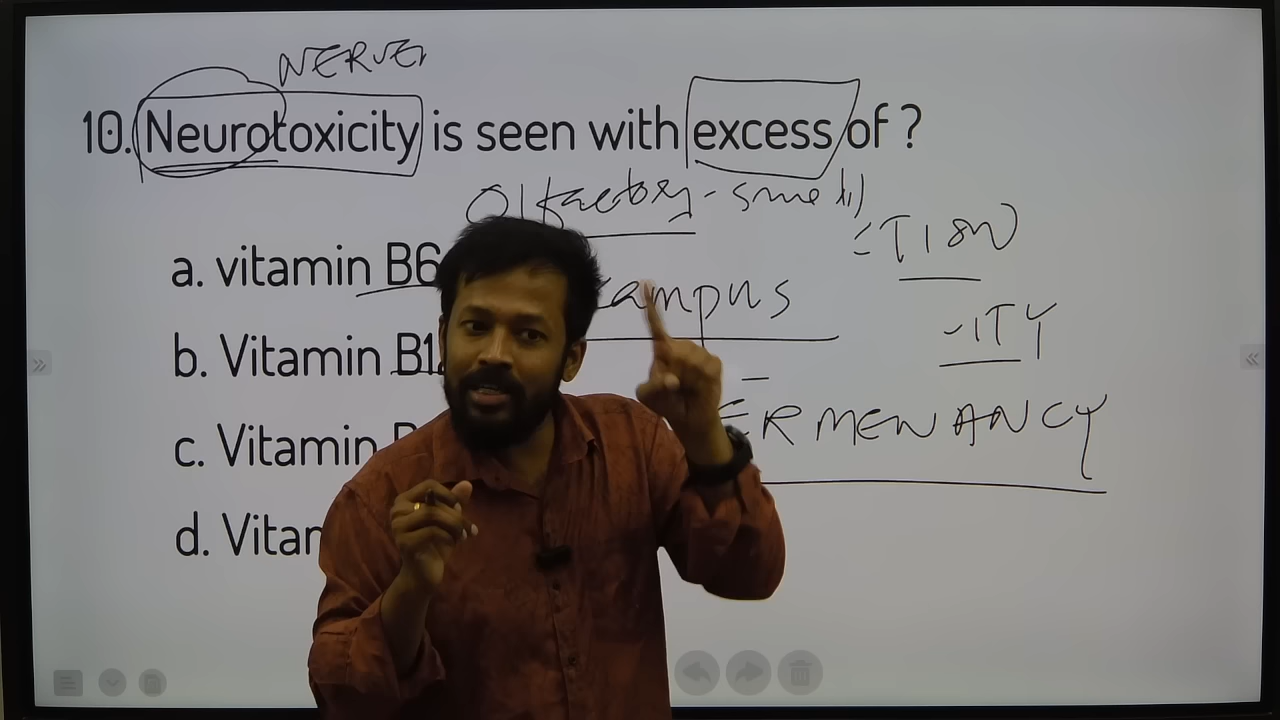 NERVE
10. Neurotoxicity is seen with excess of ?
Olfactory - smell)
TION
a. vitamin B6
campus
-ITY
b. Vitamin B1
ERMENANCY
c. Vitamin
d. Vitam